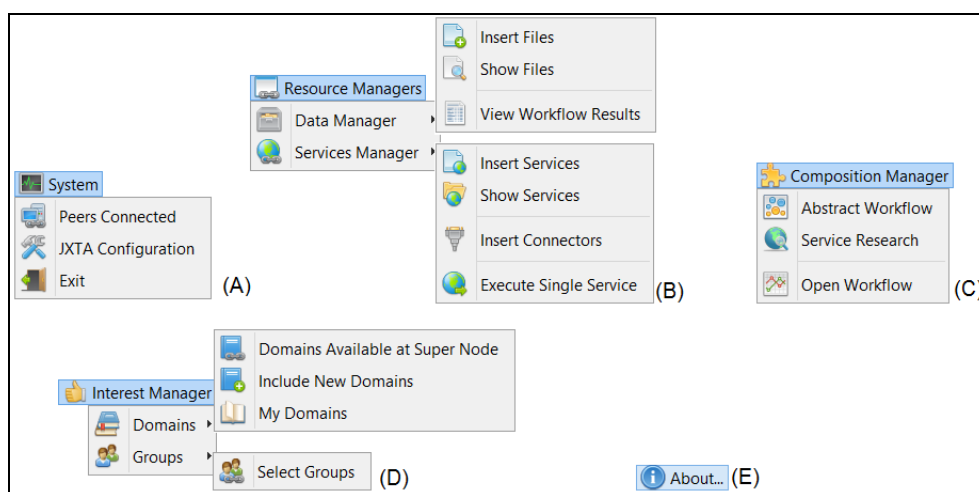 System
Peers Connected
JXTA Configuration
Exit
(A)
Resource Managers
Data Manager
Services Manager
Insert Files
Show Files
View Workflow Results
Insert Services
Show Services
Insert Connectors
Execute Single Service
(B)
Composition Manager
Abstract Workflow
Service Research
Open Workflow
(C)
Interest Manager
Domains
Groups
Domains Available at Super Node
Include New Domains
My Domains
Select Groups
(D)
About...
(E)